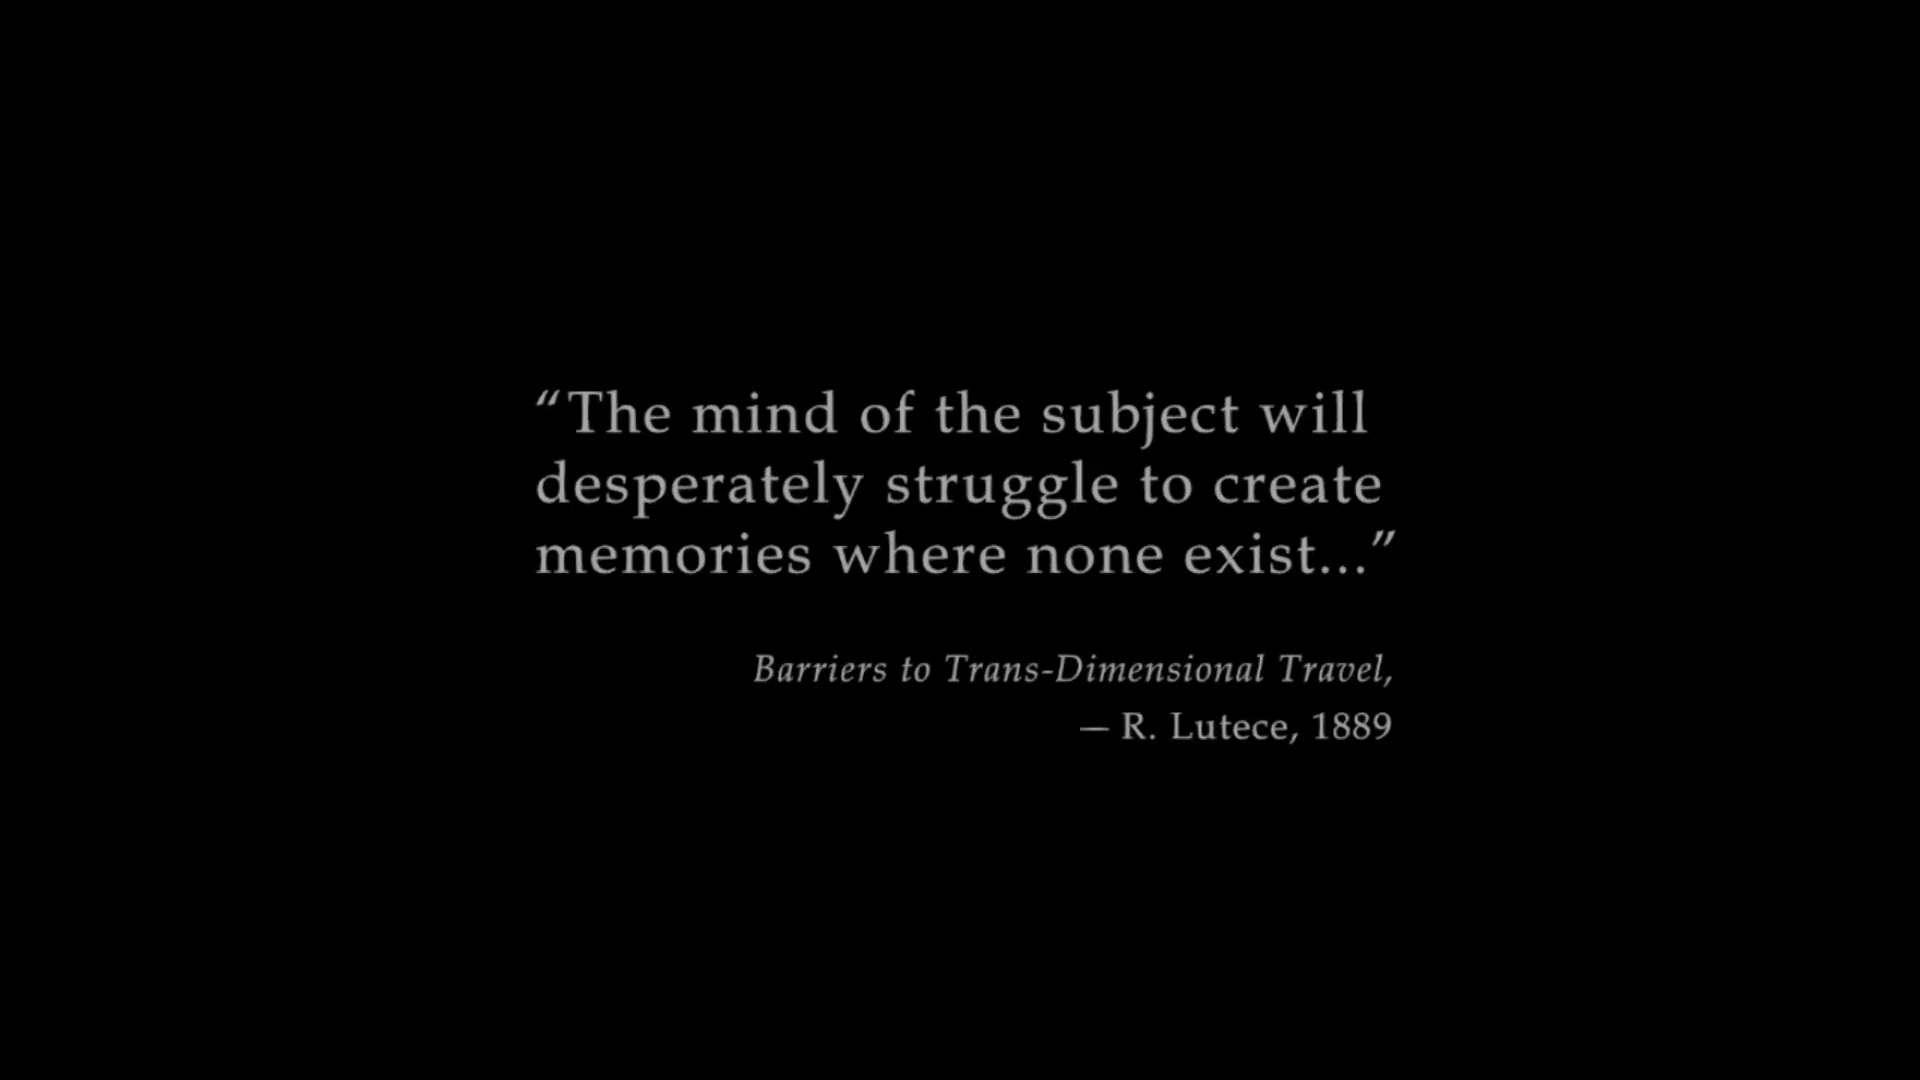 “The mind of the subject will
desperately struggle to create
memories where none exist...”
Barriers to Trans-Dimensional Travel,
— R. Lutece, 1889